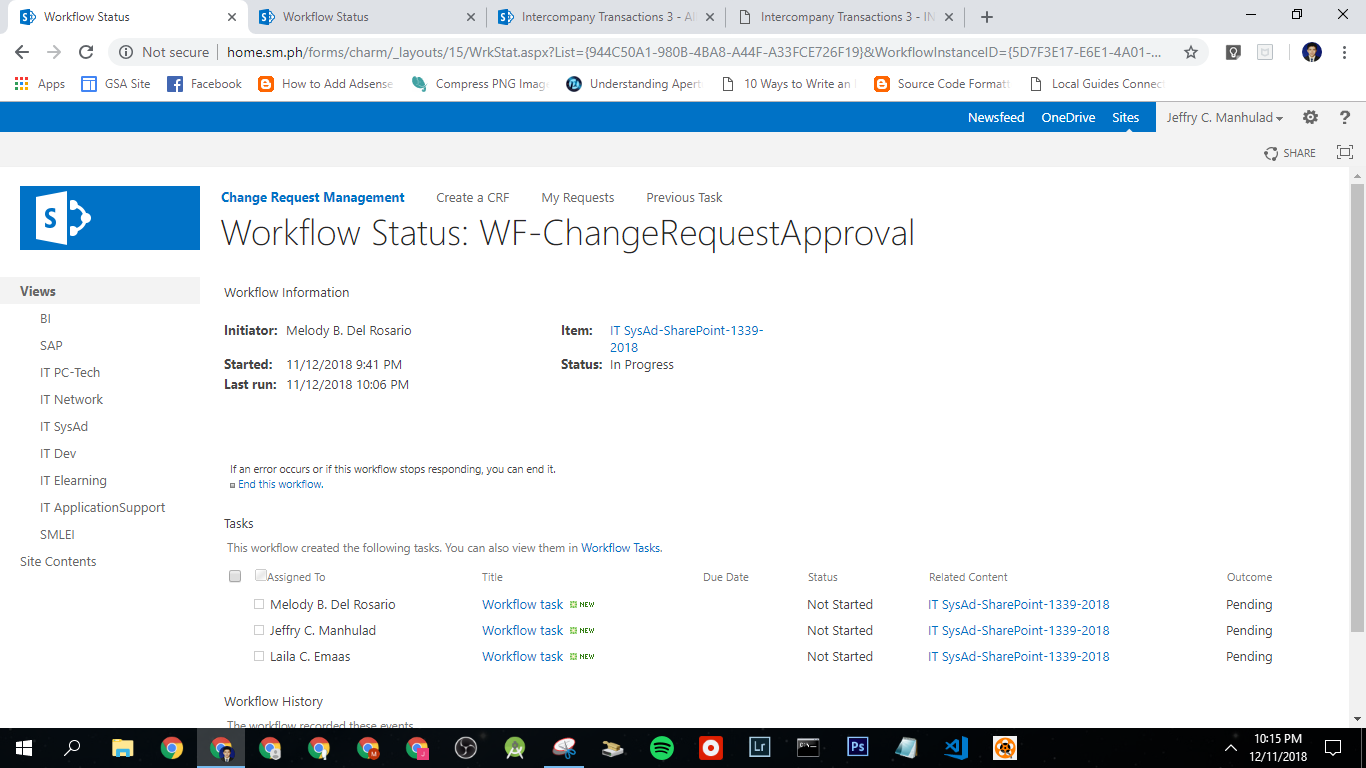 Workflow Status
Workflow Status
Intercompany Transactions 3 - All
Intercompany Transactions 3 - IN
Not secure
home.sm.ph/forms/charm/_layouts/15/WrkStat.aspx?List={944C50A1-980B-4BA8-A44F-A33FCE726F19}&WorkflowInstanceID={5D7F3E17-E6E1-4A01-...
Apps GSA Site Facebook How to Add Adsense Compress PNG Imag Understanding Apert 10 Ways to Write an Source Code Formatt Local Guides Connec
Newsfeed OneDrive Sites Jeffry C. Manhulad ?
SHARE
S
Change Request Management Create a CRF My Requests Previous Task
Workflow Status: WF-ChangeRequestApproval
Views
BI
SAP
IT PC-Tech
IT Network
IT SysAd
IT Dev
IT Elearning
IT ApplicationSupport
SMLEI
Site Contents
Workflow Information
Initiator: Melody B. Del Rosario Item: IT SysAd-SharePoint-1339-
2018
Started: 11/12/2018 9:41 PM Status: In Progress
Last run: 11/12/2018 10:06 PM
If an error occurs or if this workflow stops responding, you can end it.
End this workflow.
Tasks
This workflow created the following tasks. You can also view them in Workflow Tasks.
Assigned To Title Due Date Status Related Content Outcome
Melody B. Del Rosario Workflow task NEW Not Started IT SysAd-SharePoint-1339-2018 Pending
Jeffry C. Manhulad Workflow task NEW Not Started IT SysAd-SharePoint-1339-2018 Pending
Laila C. Emaas Workflow task NEW Not Started IT SysAd-SharePoint-1339-2018 Pending
Workflow History
The workflow recorded these events.
Lr
Ps
10:15 PM
12/11/2018